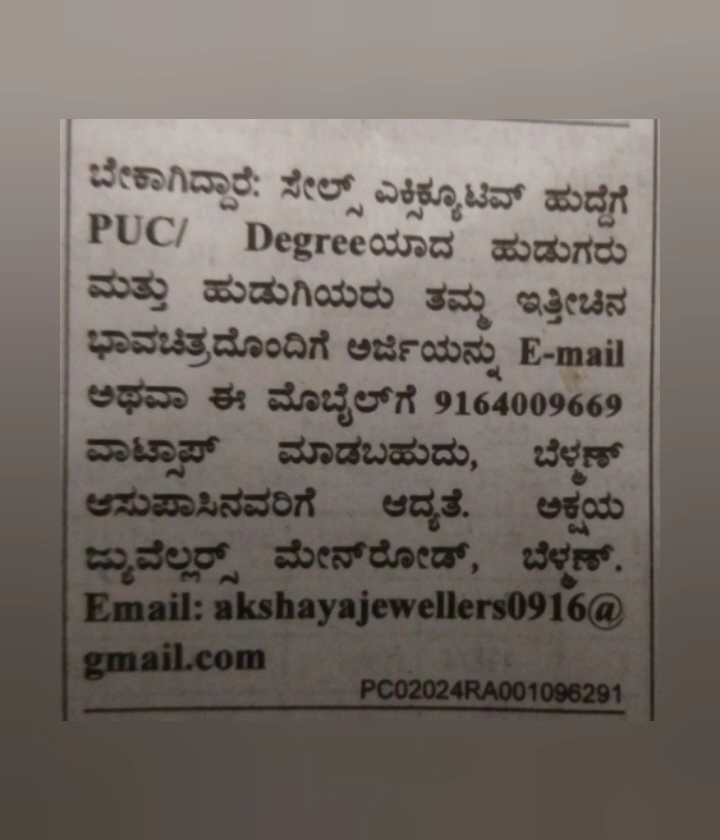 ಬೇಕಾಗಿದ್ದಾರೆ: ಸೇಲ್ಸ್ ಎಕ್ಸಿಕ್ಯೂಟಿವ್ ಹುದ್ದೆಗೆ
PUC/ Degreeಯಾದ ಹುಡುಗರು
ಮತ್ತು ಹುಡುಗಿಯರು ತಮ್ಮ ಇತ್ತೀಚಿನ
ಭಾವಚಿತ್ರದೊಂದಿಗೆ ಅರ್ಜಿಯನ್ನು E-mail
ಅಥವಾ ಈ ಮೊಬೈಲ್‌ಗೆ 9164009669
ವಾಟ್ಸಾಪ್ ಮಾಡಬಹುದು, ಬೆಳ್ಮಣ್
ಆಸುಪಾಸಿನವರಿಗೆ ಆದ್ಯತೆ. ಅಕ್ಷಯ
ಜ್ಯುವೆಲ್ಲರ್ಸ್ ಮೇನ್‌ರೋಡ್, ಬೆಳ್ಮಣ್.
Email: akshayajewellers0916@
gmail.com
PC02024RA001096291